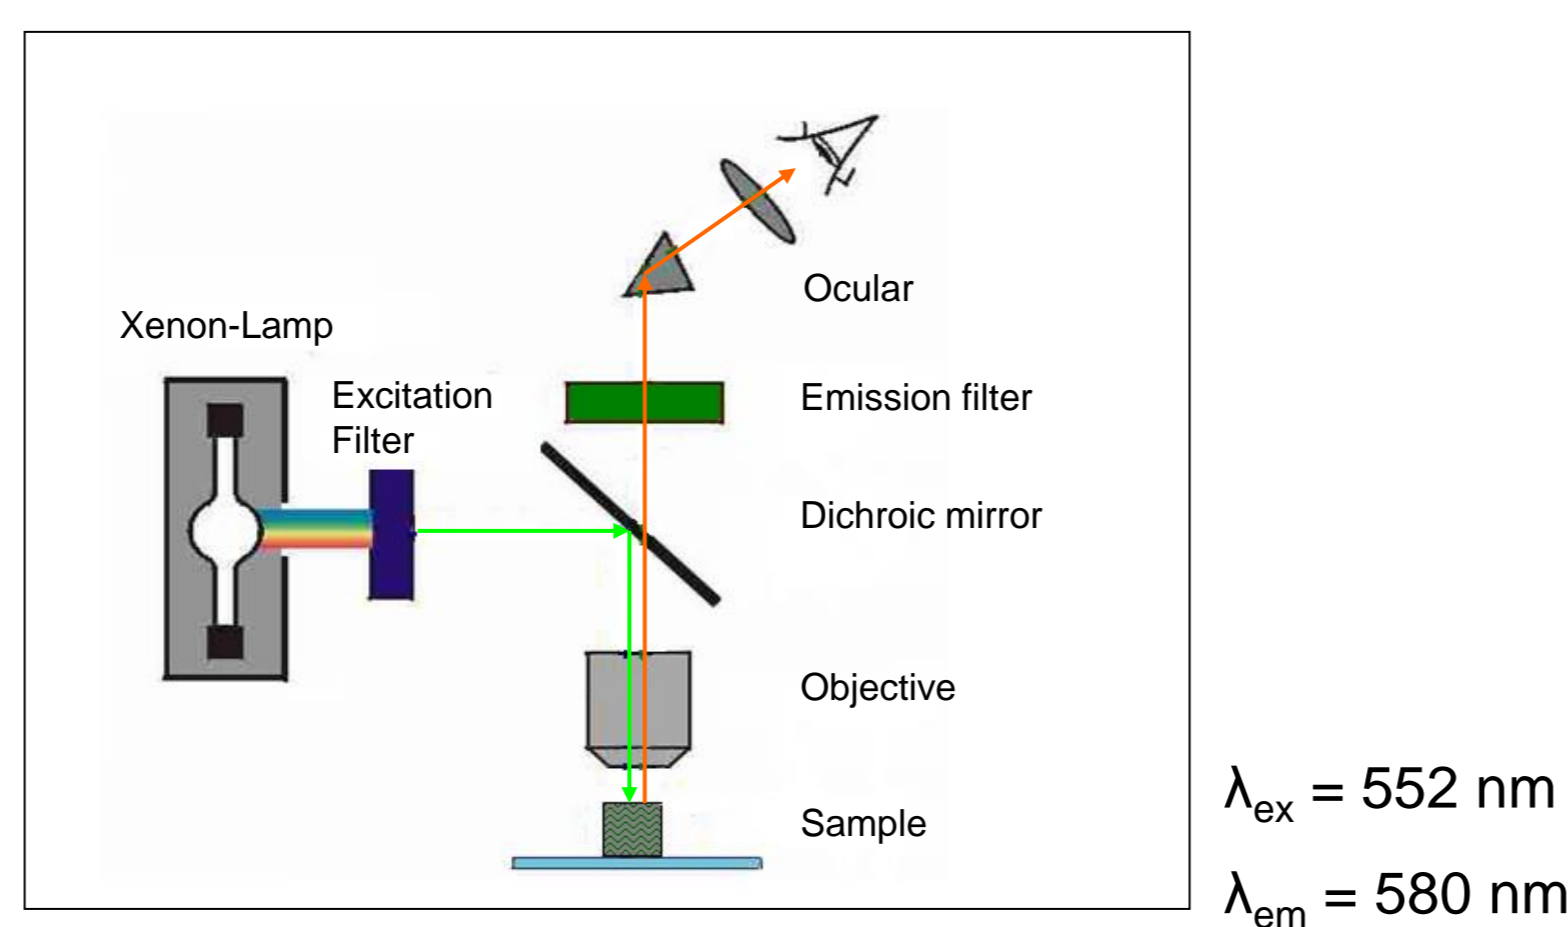 Ocular
Xenon-Lamp
Excitation
Filter
Emission filter
Dichroic mirror
Objective
Sample
λex = 552 nm
λem = 580 nm